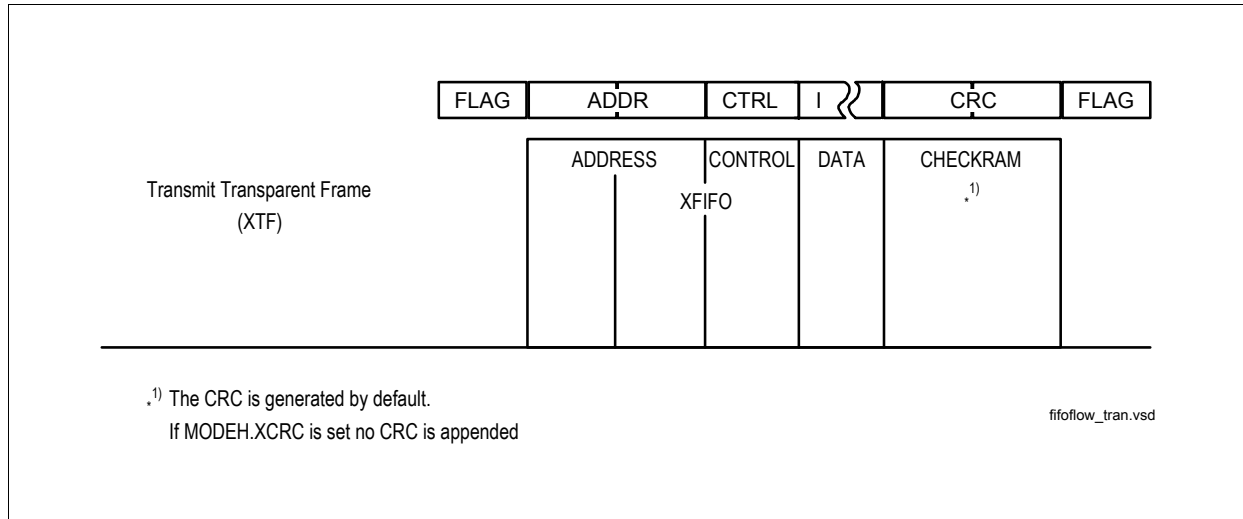 FLAG ADDR CTRL I CRC FLAG
ADDRESS CONTROL DATA CHECKRAM
Transmit Transparent Frame XFIFO *1)
(XTF)
*1) The CRC is generated by default.
If MODEH.XCRC is set no CRC is appended
fifoflow_tran.vsd